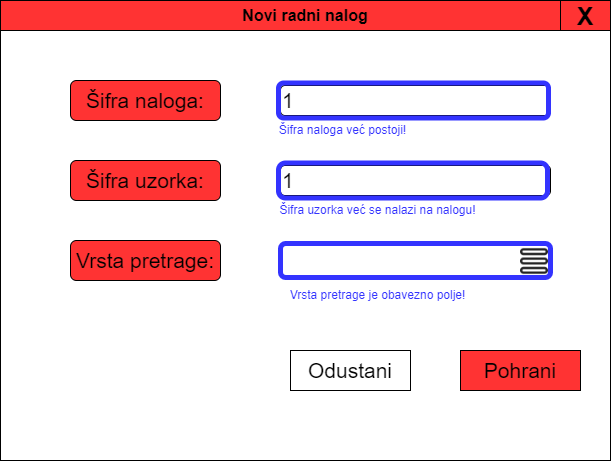 Novi radni nalog
X
Šifra naloga:
1
Šifra naloga već postoji!
Šifra uzorka:
1
Šifra uzorka već se nalazi na nalogu!
Vrsta pretrage:
Vrsta pretrage je obavezno polje!
Odustani
Pohrani